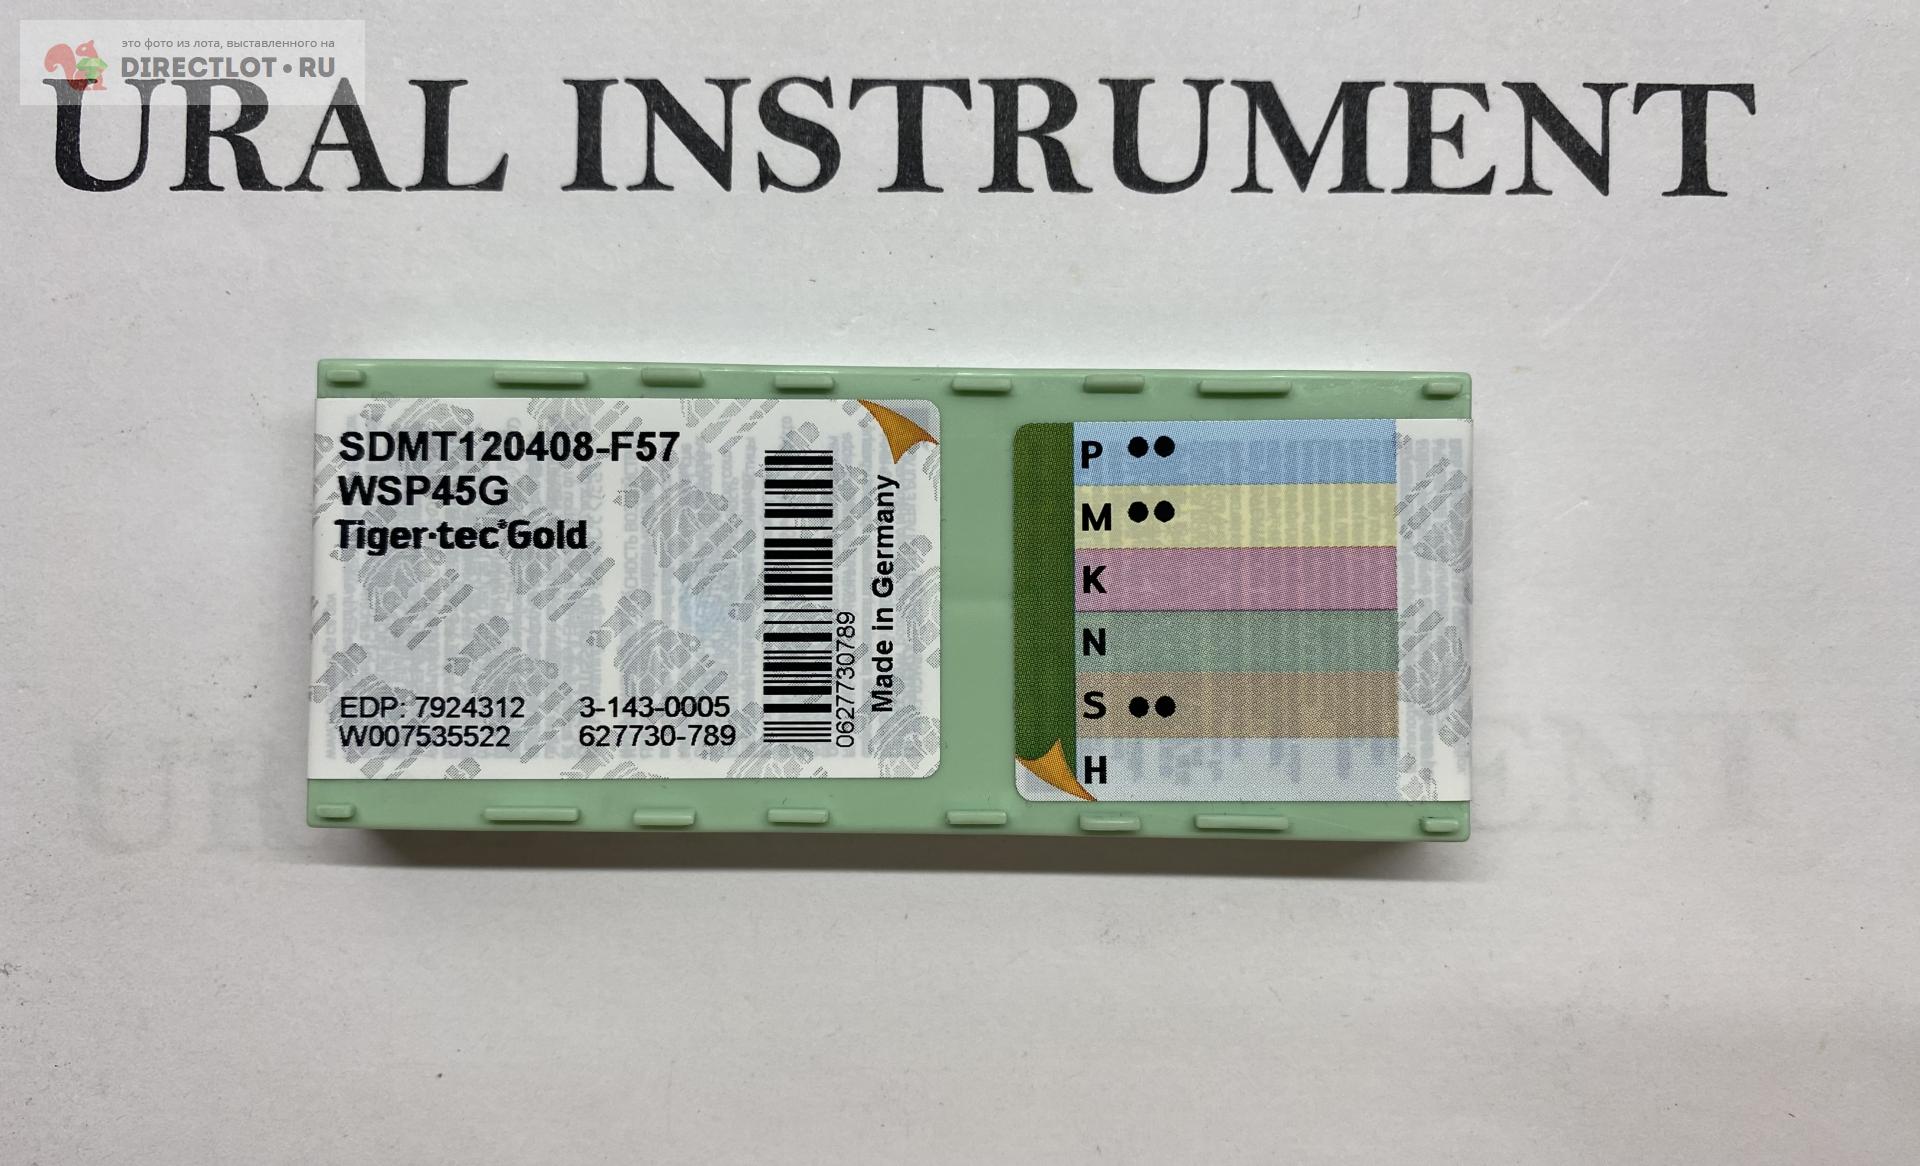 это фото из лота, выставленного на
DIRECTLOT•RU
URAL INSTRUMENT
SDMT120408-F57
WSP45G
Tiger·tec®Gold
EDP: 7924312 3-143-0005
W007535522 627730-789
0627730789
Made in Germany
P ●●
M ●●
K
N
S ●●
H